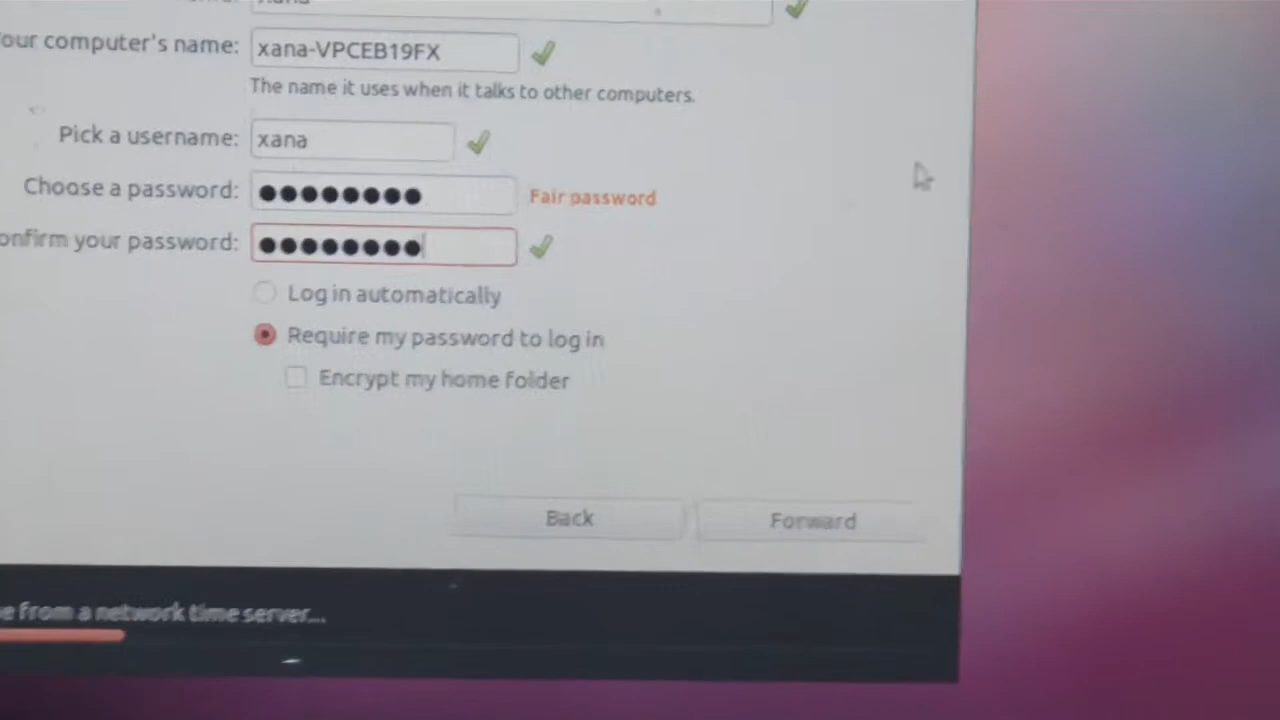 our computer's name: xana-VPCEB19FX
The name it uses when it talks to other computers.
Pick a username: xana
Choose a password: ●●●●●●●● Fair password
onfirm your password: ●●●●●●●●
Log in automatically
Require my password to log in
Encrypt my home folder
Back Forward
e from a network time server...